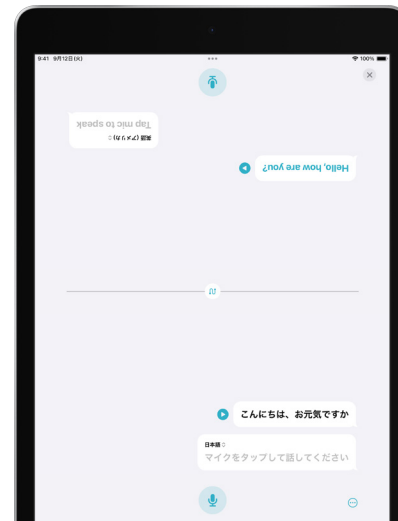 9:41 9月12日(火)
100%
英語 (アメリカ)
Tap mic to speak
Hello, how are you?
こんにちは、お元気ですか
日本語
マイクをタップして話してください